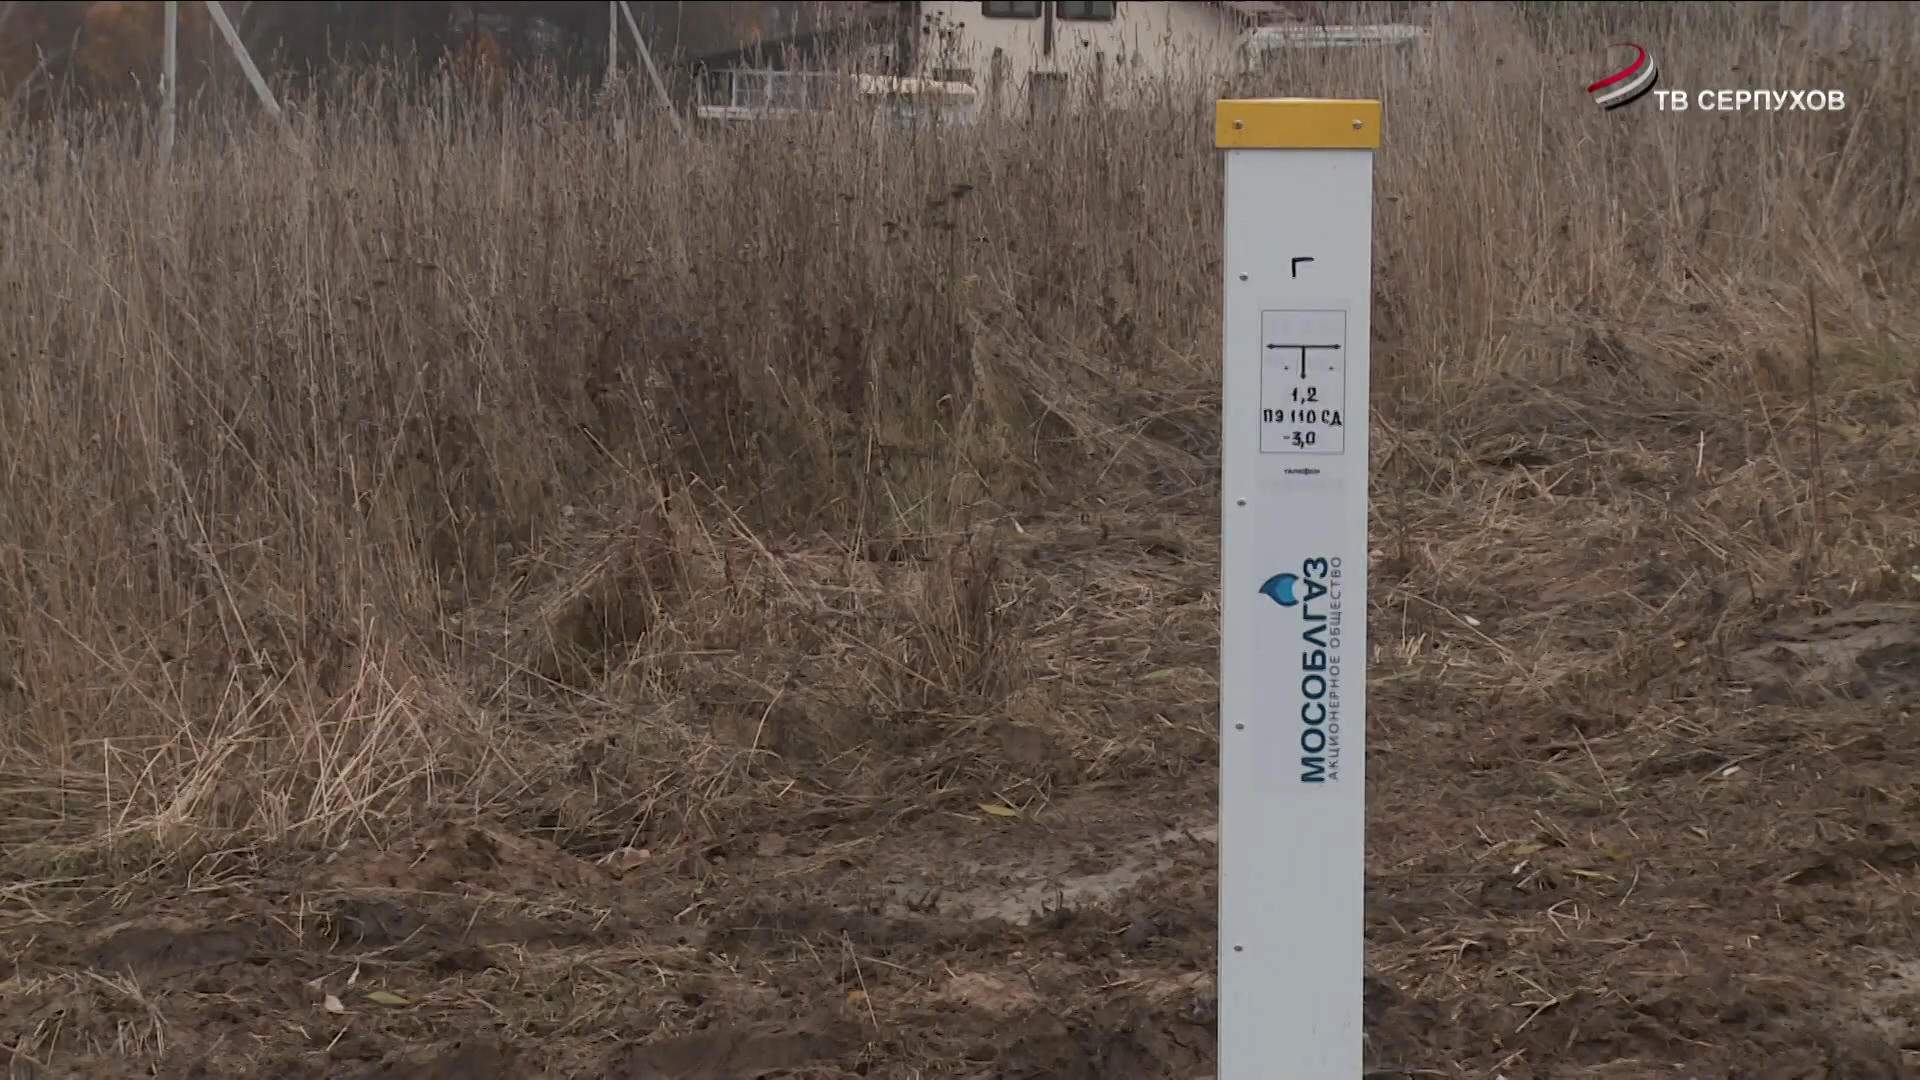 ТВ СЕРПУХОВ
Г
1,2
ПЭ 110 СД
-3,0
телефон
МОСОБЛГАЗ
АКЦИОНЕРНОЕ ОБЩЕСТВО